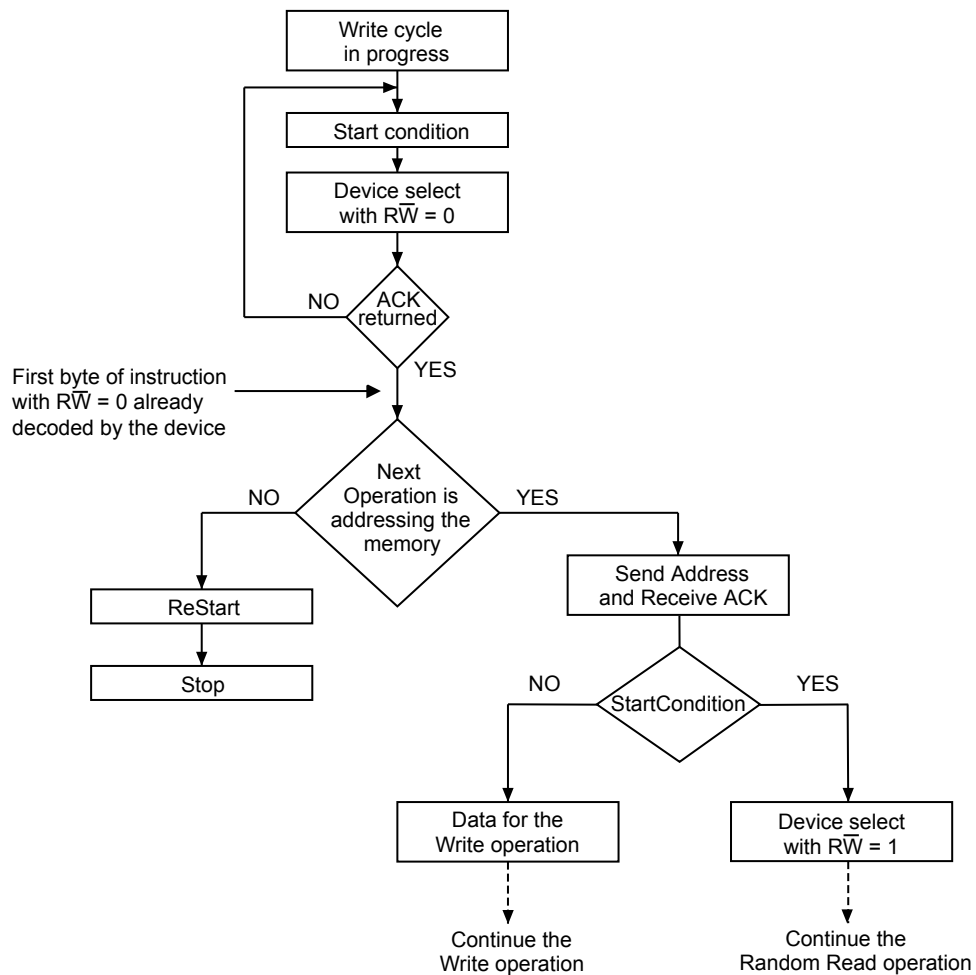 Write cycle
in progress
Start condition
Device select
with RW̅ = 0
NO
ACK
returned
YES
First byte of instruction
with RW̅ = 0 already
decoded by the device
NO
Next
Operation is
addressing the
memory
YES
ReStart
Send Address
and Receive ACK
Stop
NO
StartCondition
YES
Data for the
Write operation
Device select
with RW̅ = 1
Continue the
Write operation
Continue the
Random Read operation